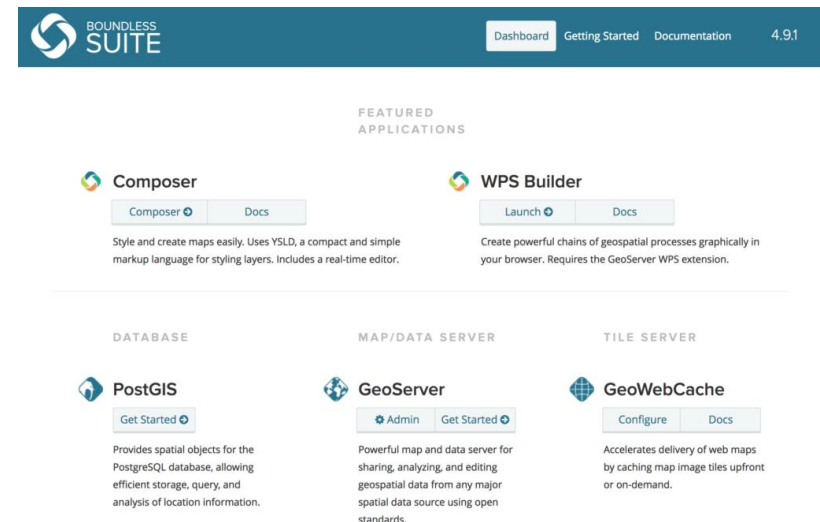 BOUNDLESS
SUITE
Dashboard Getting Started Documentation 4.9.1
FEATURED
APPLICATIONS
Composer
Composer Docs
Style and create maps easily. Uses YSLD, a compact and simple
markup language for styling layers. Includes a real-time editor.
WPS Builder
Launch Docs
Create powerful chains of geospatial processes graphically in
your browser. Requires the GeoServer WPS extension.
DATABASE
PostGIS
Get Started
Provides spatial objects for the
PostgreSQL database, allowing
efficient storage, query, and
analysis of location information.
MAP/DATA SERVER
GeoServer
Admin Get Started
Powerful map and data server for
sharing, analyzing, and editing
geospatial data from any major
spatial data source using open
standards.
TILE SERVER
GeoWebCache
Configure Docs
Accelerates delivery of web maps
by caching map image tiles upfront
or on-demand.